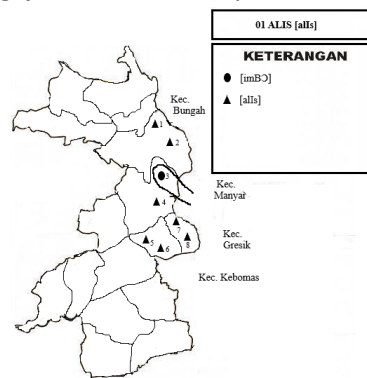 01 ALIS [alIs]
KETERANGAN
● [imBƆ]
▲ [alIs]
Kec.
Bungah
1
2
3
Kec.
Manyar
4
Kec.
Gresik
5
6
7
8
Kec. Kebomas